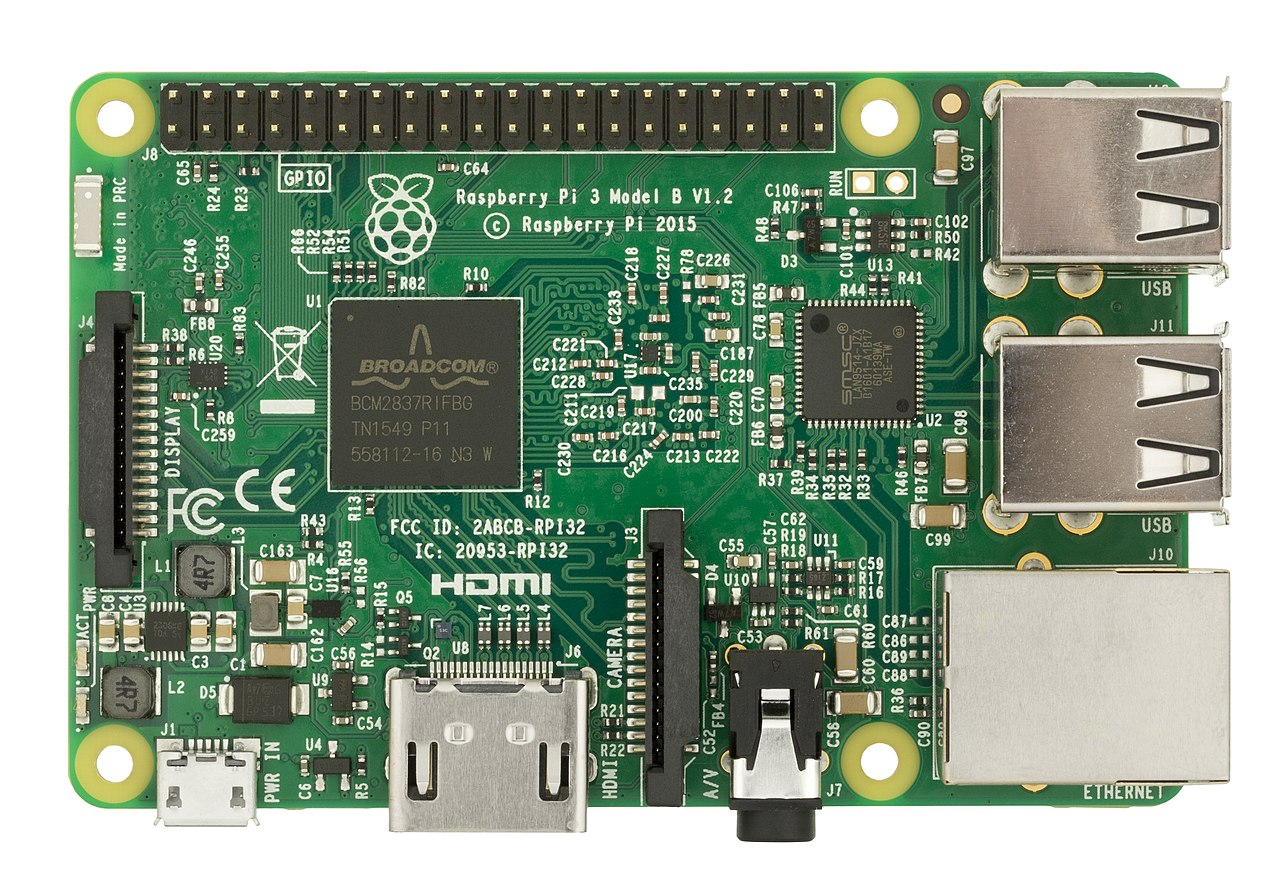 J8
C65
R24
R23
GPIO
C64
Raspberry Pi 3 Model B V1.2
© Raspberry Pi 2015
Made in PRC
C106
R47
R48
D3
C101
U13
C102
R50
R42
RUN
C97
USB
C246
C255
FB8
R66
R52
R54
R51
R82
R10
U1
C218
C227
R78
C226
C231
C233
FB5
C78
R44
R41
J4
R38
R6
U20
R83
R8
C259
DISPLAY
BROADCOM®
BCM2837RIFBG
TN1549 P11
558112-16 N3 W
C221
C212
C228
C211
U17
C187
C229
C235
C219
C200
C220
C217
C230
C216
C224
C213
C222
C70
FB6
smsc®
LAN9514-JZX
B1601-A1B17
6D139WA
ASE-TW
U2
C98
J11
USB
R37
R39
R34
R35
R32
R33
R46
FB7
C99
FC
CE
R13
R12
FCC ID: 2ABCB-RPI32
IC: 20953-RPI32
HDMI
J3
R43
R4
L3
C163
C7
U16
R55
R56
L1
4R7
PWR
ACT
C8
C4
U3
C3
C1
C162
L2
4R7
D5
R15
R14
Q5
Q2
U8
L7
L6
L5
L4
J6
C56
U9
C54
CAMERA
R21
R22
HDMI
C55
D4
U10
C57
C62
R19
R18
U11
C59
R17
R16
C61
C53
R61
R60
C60
C87
C86
C89
C88
R36
C90
J10
ETHERNET
FB4
C52
C58
A/V
J7
J1
PWR IN
U4
C6
R5